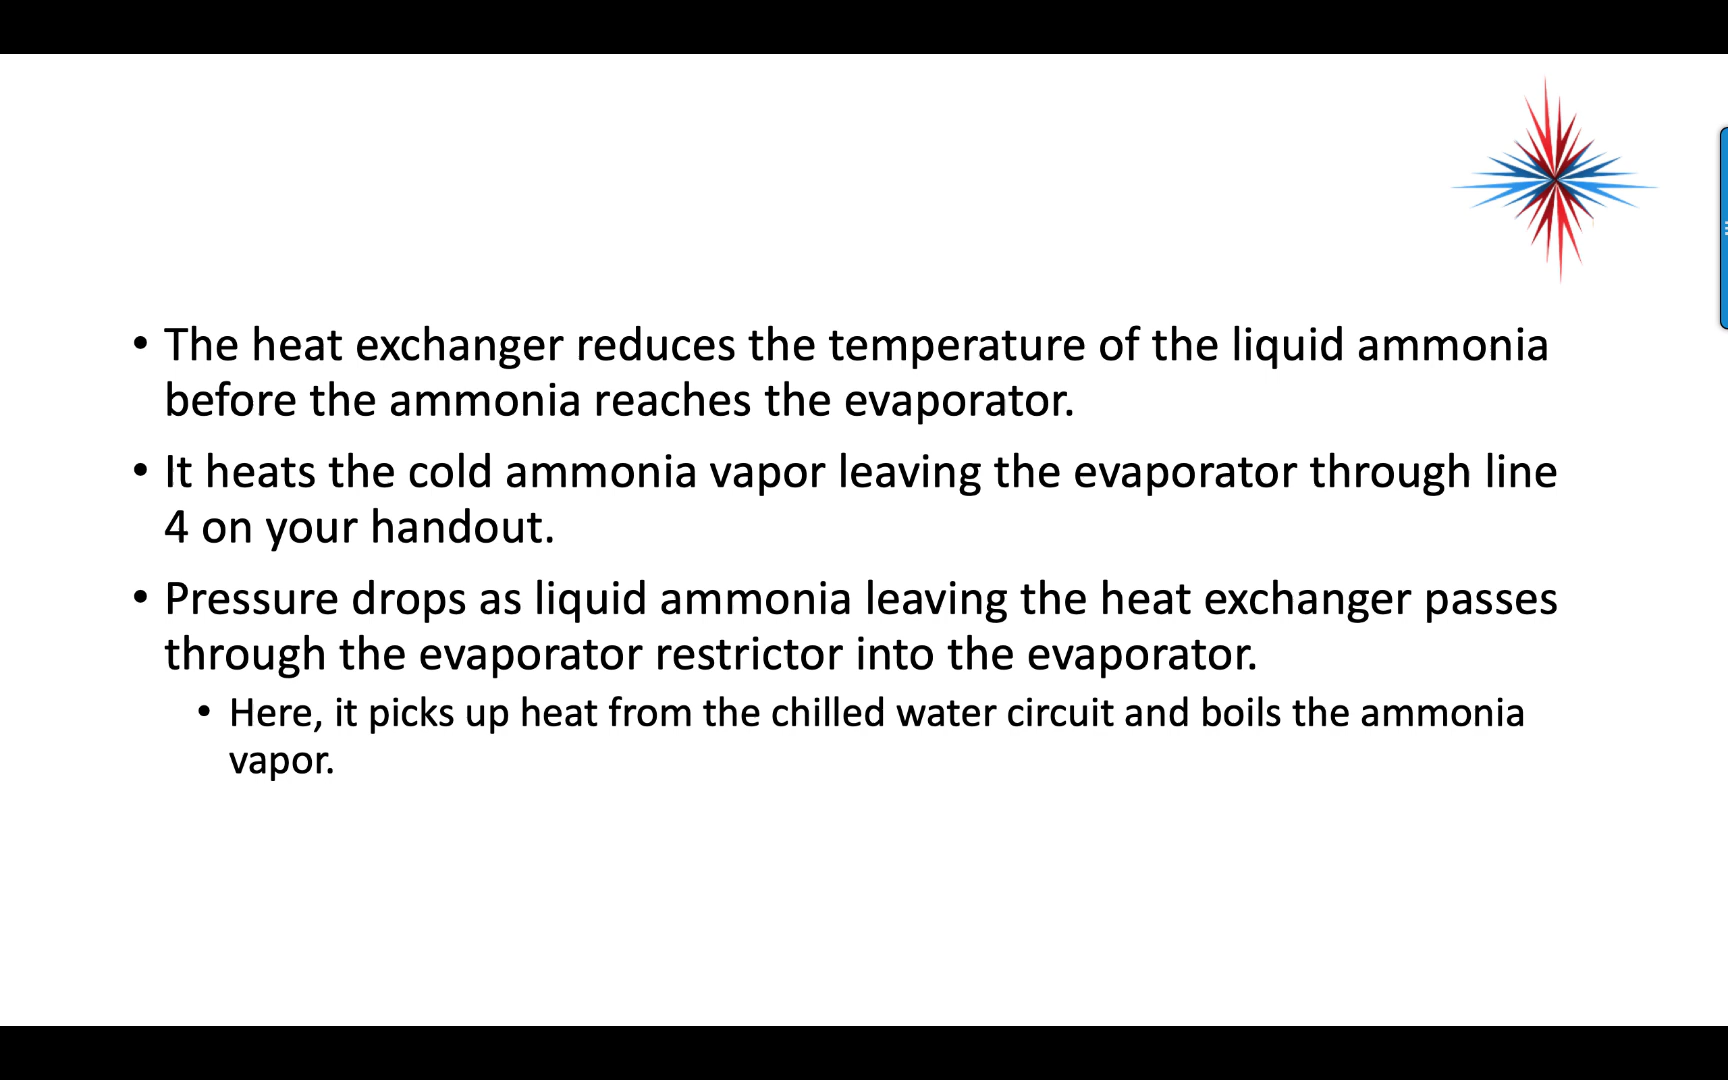 • The heat exchanger reduces the temperature of the liquid ammonia
before the ammonia reaches the evaporator.
• It heats the cold ammonia vapor leaving the evaporator through line
4 on your handout.
• Pressure drops as liquid ammonia leaving the heat exchanger passes
through the evaporator restrictor into the evaporator.
• Here, it picks up heat from the chilled water circuit and boils the ammonia
vapor.